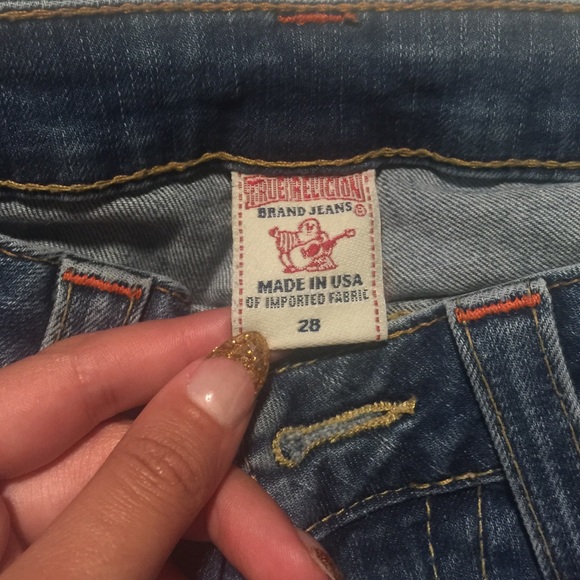 TRUE RELIGION
BRAND JEANS ®
MADE IN USA
OF IMPORTED FABRIC
28